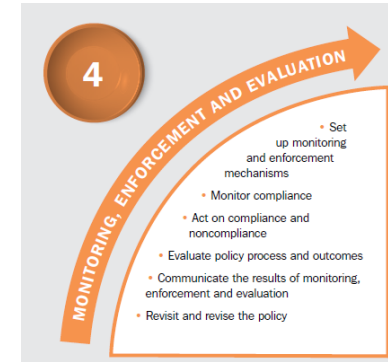 4
MONITORING, ENFORCEMENT AND EVALUATION
• Set
up monitoring
and enforcement
mechanisms
• Monitor compliance
• Act on compliance and
noncompliance
• Evaluate policy process and outcomes
• Communicate the results of monitoring,
enforcement and evaluation
• Revisit and revise the policy